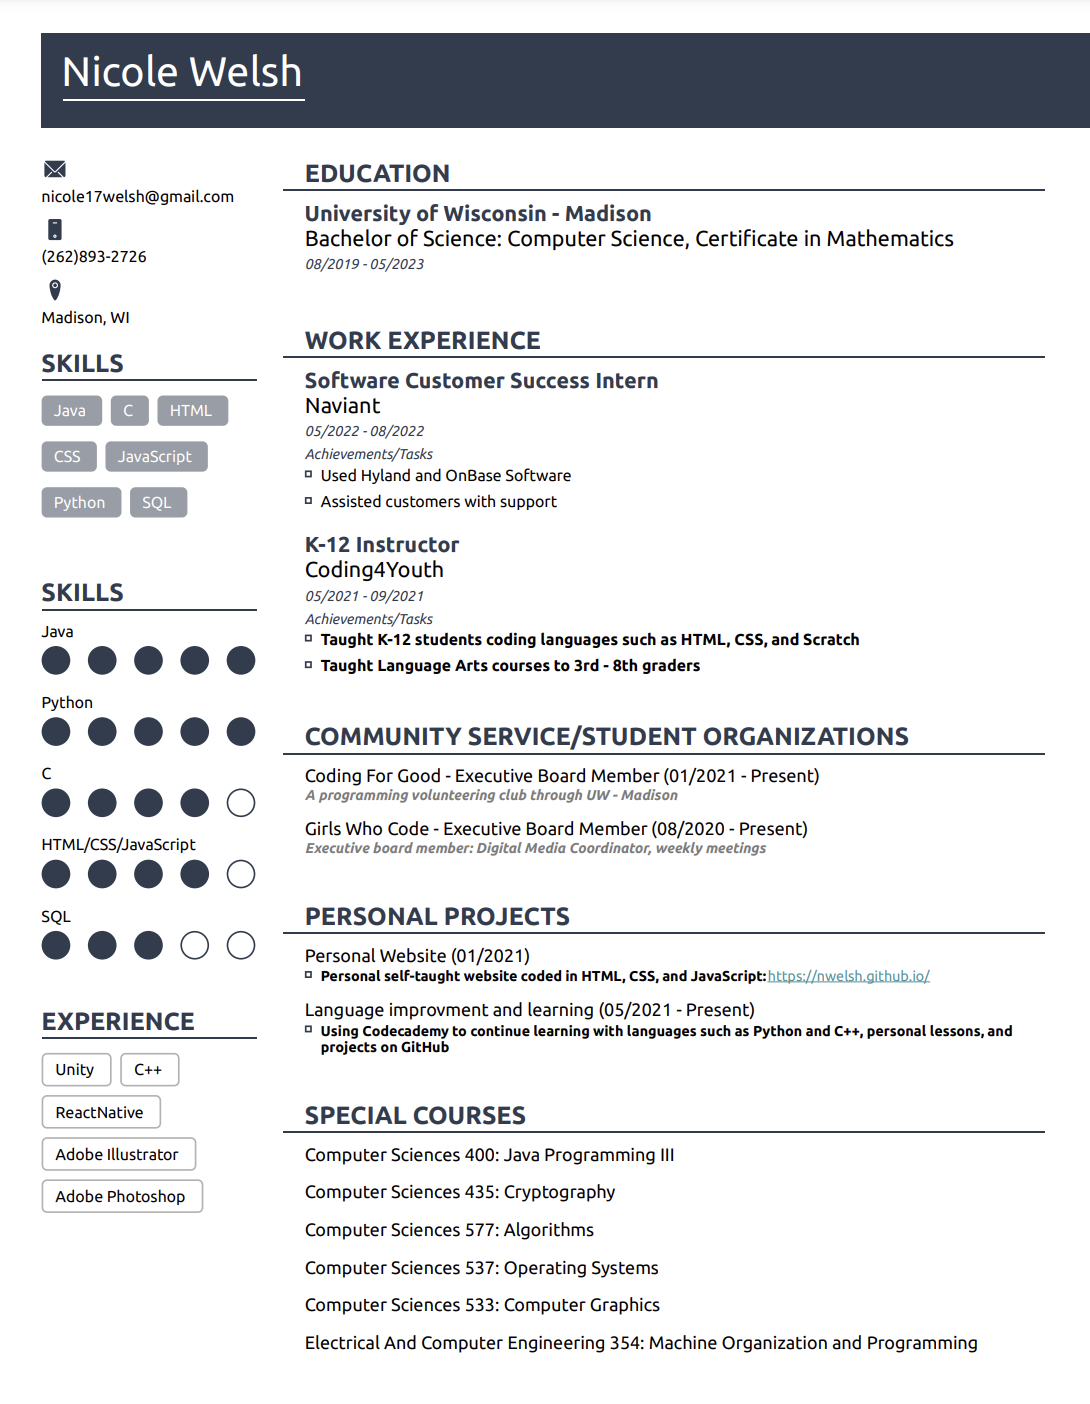 Nicole Welsh
nicole17welsh@gmail.com
(262)893-2726
Madison, WI
SKILLS
Java C HTML
CSS JavaScript
Python SQL
SKILLS
Java
Python
C
HTML/CSS/JavaScript
SQL
EXPERIENCE
Unity C++
ReactNative
Adobe Illustrator
Adobe Photoshop
EDUCATION
University of Wisconsin - Madison
Bachelor of Science: Computer Science, Certificate in Mathematics
08/2019 - 05/2023
WORK EXPERIENCE
Software Customer Success Intern
Naviant
05/2022 - 08/2022
Achievements/Tasks
Used Hyland and OnBase Software
Assisted customers with support
K-12 Instructor
Coding4Youth
05/2021 - 09/2021
Achievements/Tasks
Taught K-12 students coding languages such as HTML, CSS, and Scratch
Taught Language Arts courses to 3rd - 8th graders
COMMUNITY SERVICE/STUDENT ORGANIZATIONS
Coding For Good - Executive Board Member (01/2021 - Present)
A programming volunteering club through UW - Madison
Girls Who Code - Executive Board Member (08/2020 - Present)
Executive board member: Digital Media Coordinator, weekly meetings
PERSONAL PROJECTS
Personal Website (01/2021)
Personal self-taught website coded in HTML, CSS, and JavaScript:https://nwelsh.github.io/
Language improvment and learning (05/2021 - Present)
Using Codecademy to continue learning with languages such as Python and C++, personal lessons, and
projects on GitHub
SPECIAL COURSES
Computer Sciences 400: Java Programming III
Computer Sciences 435: Cryptography
Computer Sciences 577: Algorithms
Computer Sciences 537: Operating Systems
Computer Sciences 533: Computer Graphics
Electrical And Computer Engineering 354: Machine Organization and Programming